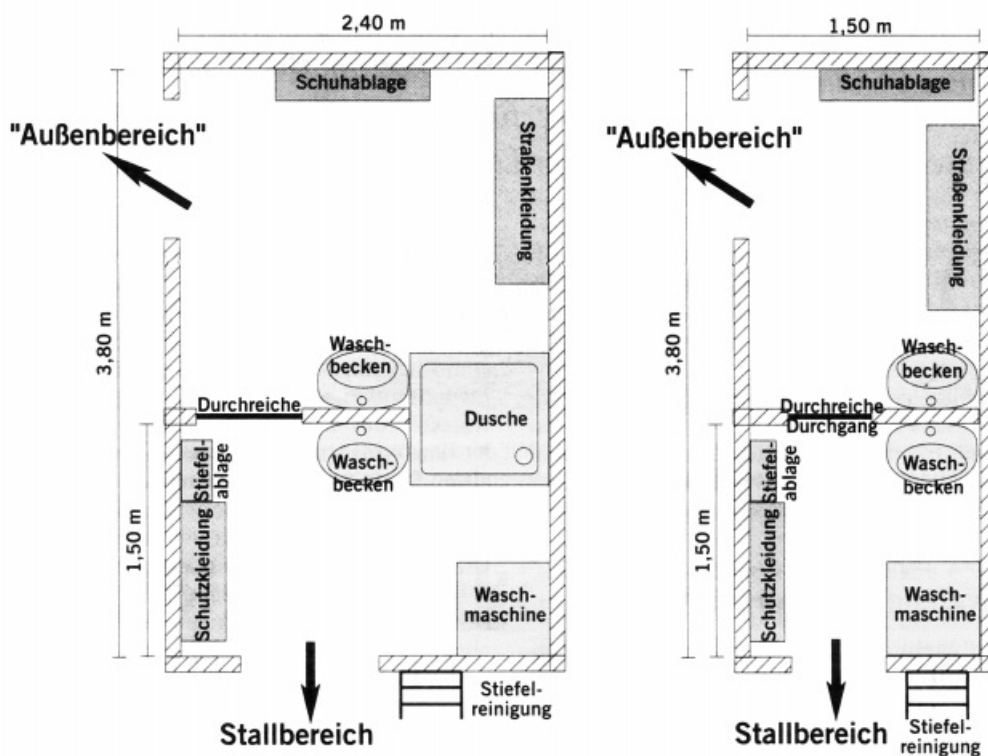 2,40 m
Schuhablage
"Außenbereich"
Straßenkleidung
3,80 m
Wasch-
becken
Durchreiche
Dusche
Wasch-
becken
Stiefel-
ablage
Schutzkleidung
1,50 m
Wasch-
maschine
Stallbereich
Stiefel-
reinigung
1,50 m
Schuhablage
"Außenbereich"
Straßenkleidung
3,80 m
Wasch-
becken
Durchreiche
Durchgang
Wasch-
becken
Stiefel-
ablage
Schutzkleidung
1,50 m
Wasch-
maschine
Stallbereich
Stiefel-
reinigung